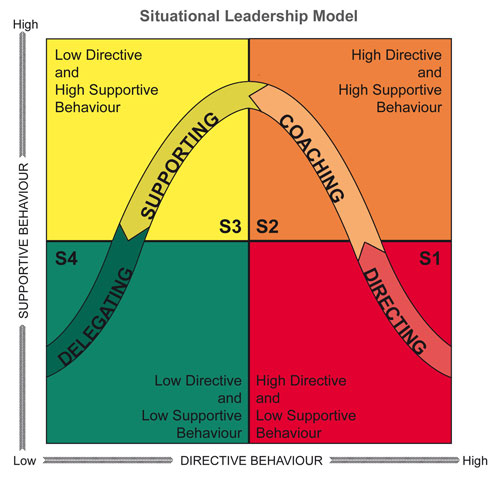 Situational Leadership Model
High
SUPPORTIVE BEHAVIOUR
Low Directive
and
High Supportive
Behaviour
High Directive
and
High Supportive
Behaviour
SUPPORTING
COACHING
S3
S2
S4
S1
DELEGATING
DIRECTING
Low Directive
and
Low Supportive
Behaviour
High Directive
and
Low Supportive
Behaviour
Low
DIRECTIVE BEHAVIOUR
High